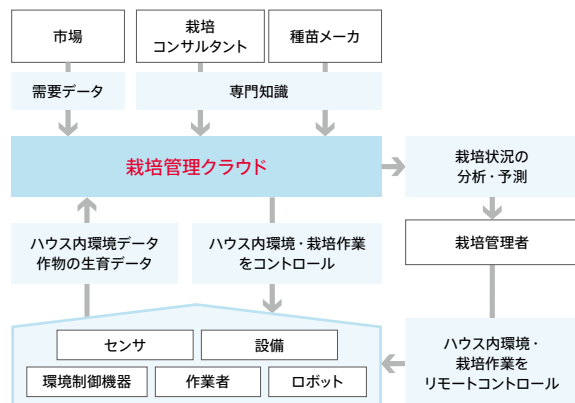 市場
栽培
コンサルタント
種苗メーカ
需要データ
専門知識
栽培管理クラウド
栽培状況の
分析・予測
ハウス内環境データ
作物の生育データ
ハウス内環境・栽培作業
をコントロール
栽培管理者
センサ
設備
環境制御機器
作業者
ロボット
ハウス内環境・
栽培作業を
リモートコントロール